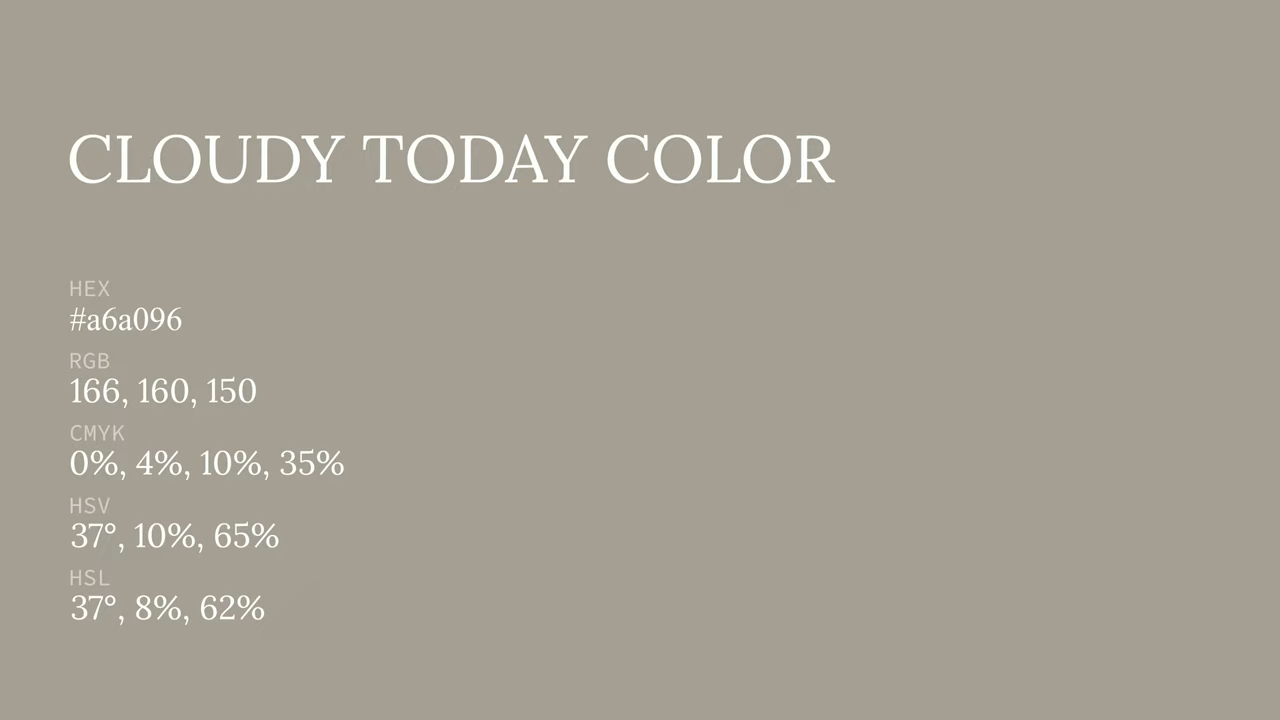 CLOUDY TODAY COLOR
HEX
#a6a096
RGB
166, 160, 150
CMYK
0%, 4%, 10%, 35%
HSV
37°, 10%, 65%
HSL
37°, 8%, 62%